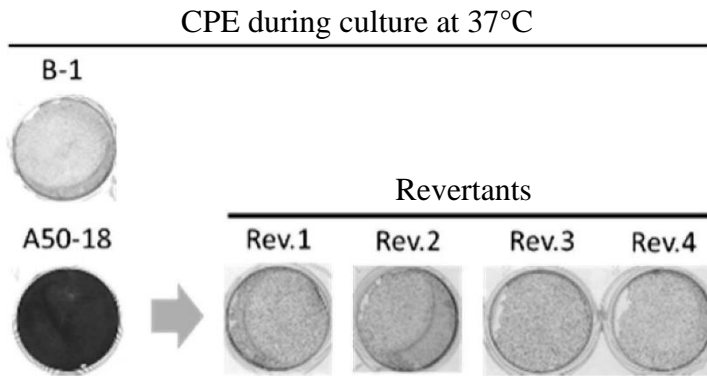 CPE during culture at 37°C
B-1
Revertants
A50-18
Rev.1
Rev.2
Rev.3
Rev.4